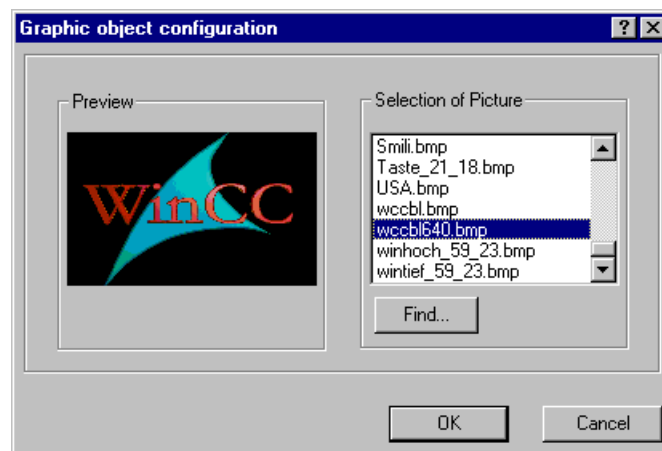 Graphic object configuration
Preview
WinCC
Selection of Picture
Smili.bmp
Taste_21_18.bmp
USA.bmp
wccbl.bmp
wccbl640.bmp
winhoch_59_23.bmp
wintief_59_23.bmp
Find...
OK
Cancel